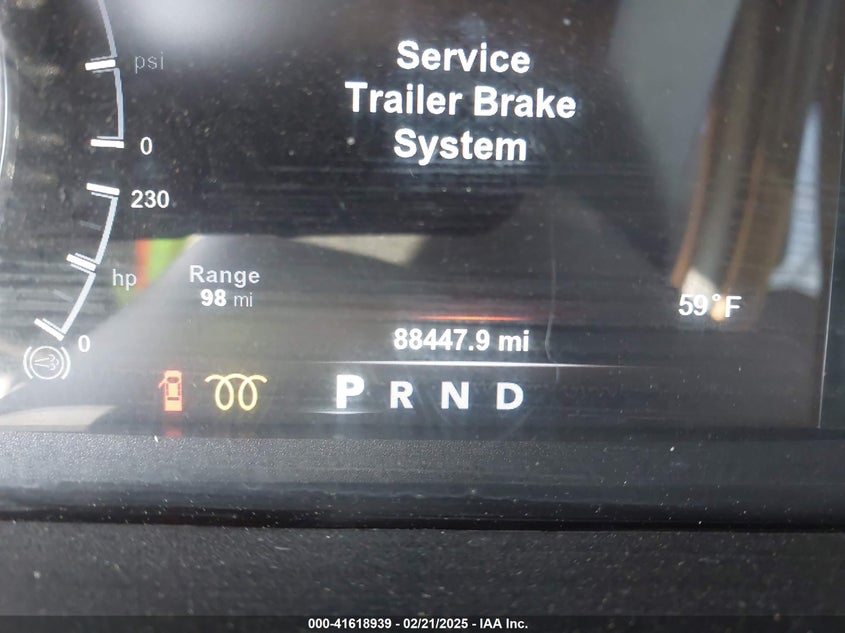 psi
0
230
hp
0
Service
Trailer Brake
System
Range
98 mi
59°F
88447.9 mi
P R N D
000-41618939 - 02/21/2025 - IAA Inc.